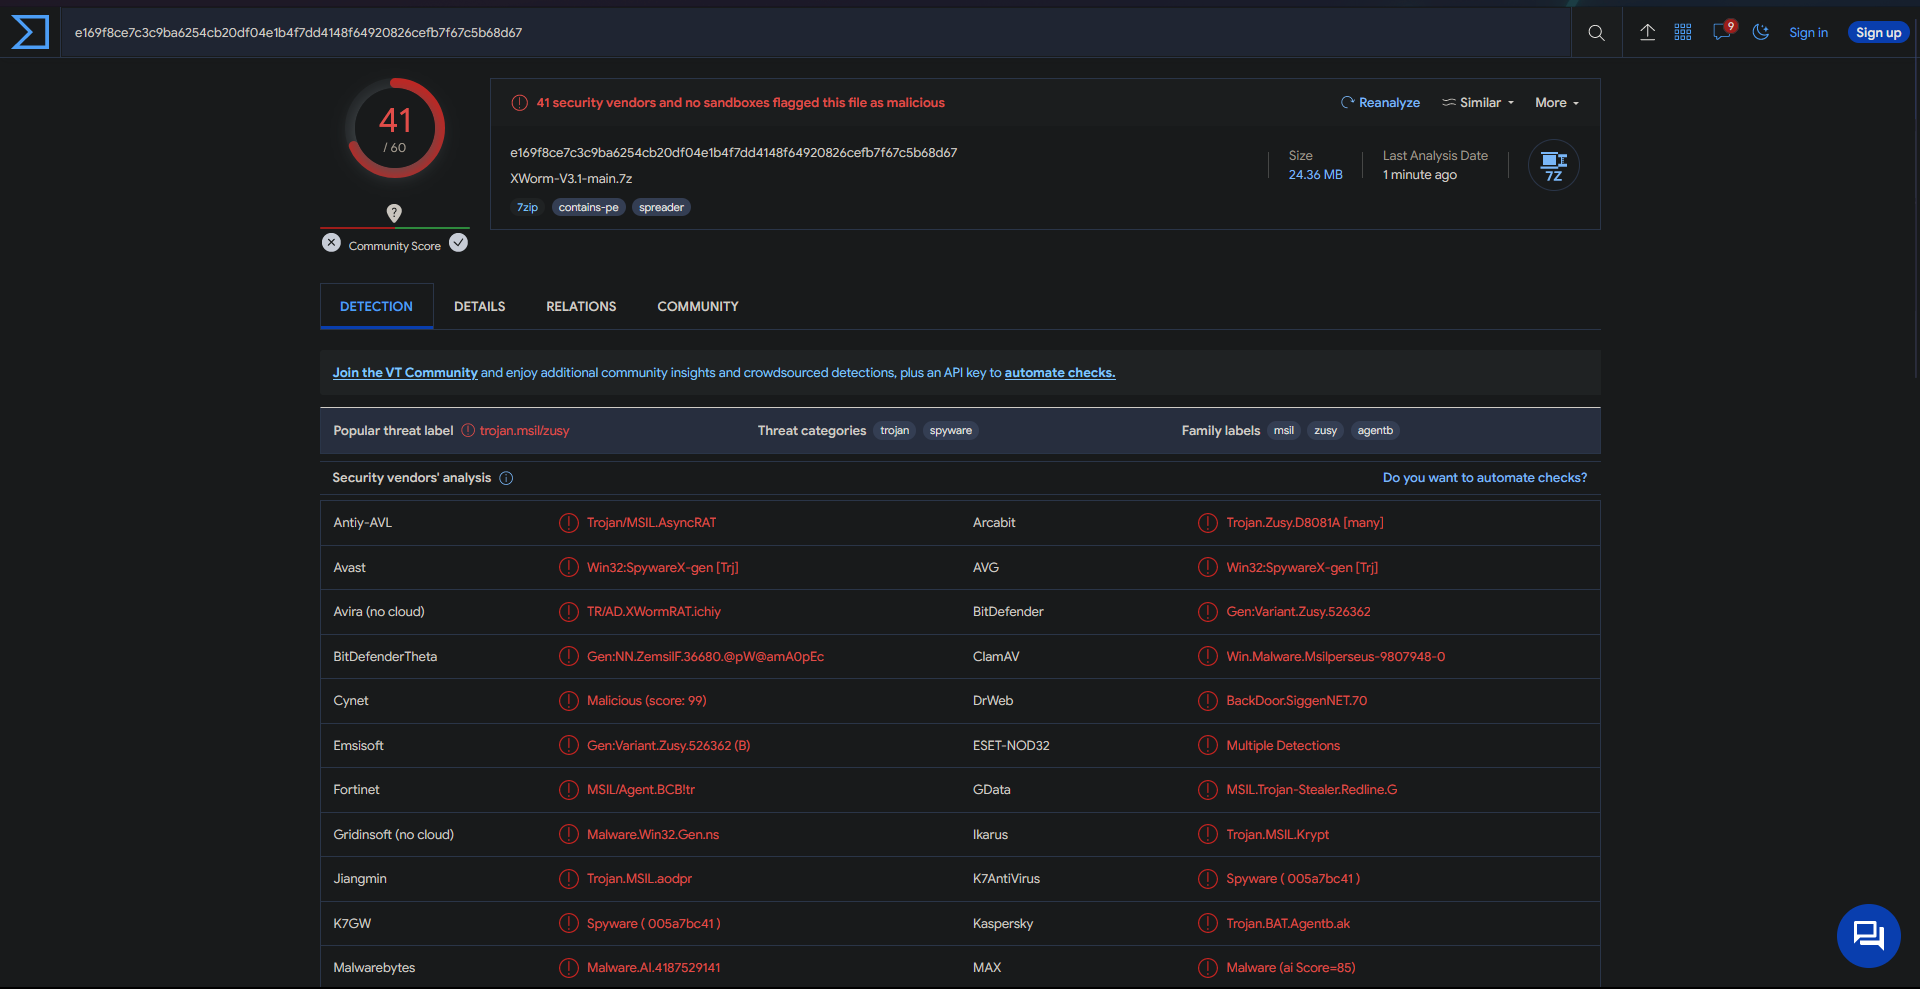 e169f8ce7c3c9ba6254cb20df04e1b4f7dd4148f64920826cefb7f67c5b68d67
9
Sign in
Sign up
41
/ 60
Community Score
41 security vendors and no sandboxes flagged this file as malicious
Reanalyze
Similar
More
e169f8ce7c3c9ba6254cb20df04e1b4f7dd4148f64920826cefb7f67c5b68d67
XWorm-V3.1-main.7z
7zip contains-pe spreader
Size
24.36 MB
Last Analysis Date
1 minute ago
7Z
DETECTION DETAILS RELATIONS COMMUNITY
Join the VT Community and enjoy additional community insights and crowdsourced detections, plus an API key to automate checks.
Popular threat label trojan.msil/zusy Threat categories trojan spyware Family labels msil zusy agentb
Security vendors' analysis Do you want to automate checks?
Antiy-AVL Trojan/MSIL.AsyncRAT Arcabit Trojan.Zusy.D8081A [many]
Avast Win32:SpywareX-gen [Trj] AVG Win32:SpywareX-gen [Trj]
Avira (no cloud) TR/AD.XWormRAT.ichiy BitDefender Gen:Variant.Zusy.526362
BitDefenderTheta Gen:NN.ZemsilF.36680.@pW@amA0pEc ClamAV Win.Malware.Msilperseus-9807948-0
Cynet Malicious (score: 99) DrWeb BackDoor.SiggenNET.70
Emsisoft Gen:Variant.Zusy.526362 (B) ESET-NOD32 Multiple Detections
Fortinet MSIL/Agent.BCB!tr GData MSIL.Trojan-Stealer.Redline.G
Gridinsoft (no cloud) Malware.Win32.Gen.ns Ikarus Trojan.MSIL.Krypt
Jiangmin Trojan.MSIL.aodpr K7AntiVirus Spyware ( 005a7bc41 )
K7GW Spyware ( 005a7bc41 ) Kaspersky Trojan.BAT.Agentb.ak
Malwarebytes Malware.AI.4187529141 MAX Malware (ai Score=85)